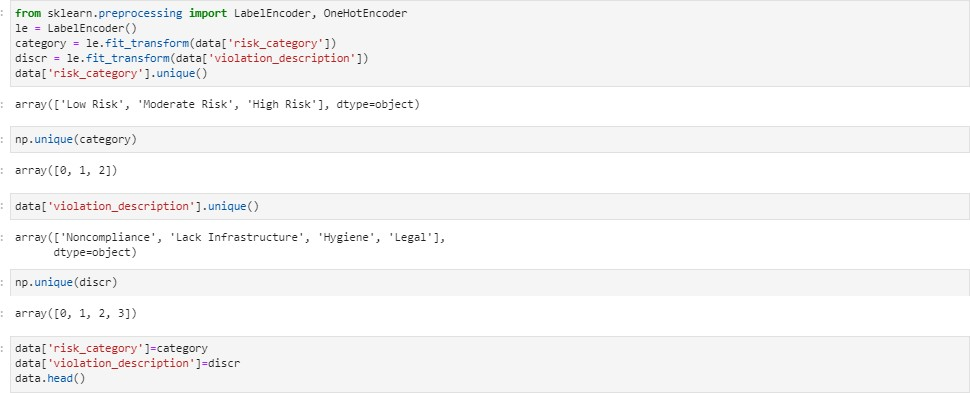 from sklearn.preprocessing import LabelEncoder, OneHotEncoder
le = LabelEncoder()
category = le.fit_transform(data['risk_category'])
discr = le.fit_transform(data['violation_description'])
data['risk_category'].unique()
array(['Low Risk', 'Moderate Risk', 'High Risk'], dtype=object)
np.unique(category)
array([0, 1, 2])
data['violation_description'].unique()
array(['Noncompliance', 'Lack Infrastructure', 'Hygiene', 'Legal'],
dtype=object)
np.unique(discr)
array([0, 1, 2, 3])
data['risk_category']=category
data['violation_description']=discr
data.head()